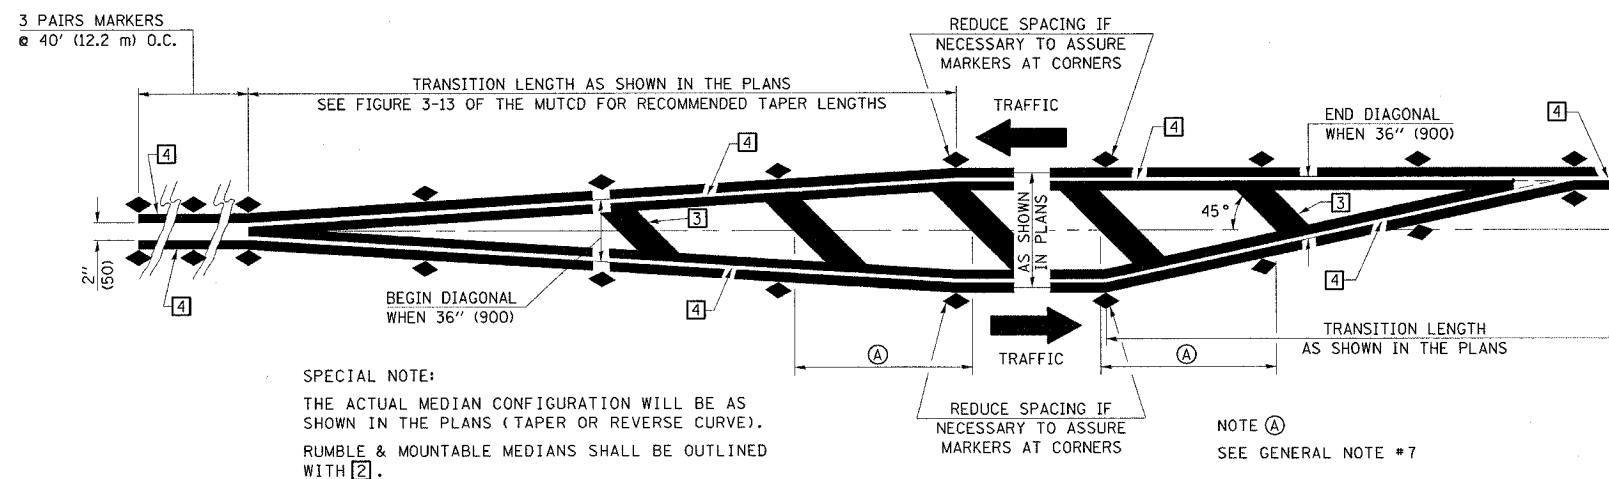 3 PAIRS MARKERS
@ 40' (12.2 m) O.C.
TRANSITION LENGTH AS SHOWN IN THE PLANS
SEE FIGURE 3-13 OF THE MUTCD FOR RECOMMENDED TAPER LENGTHS
REDUCE SPACING IF
NECESSARY TO ASSURE
MARKERS AT CORNERS
TRAFFIC
END DIAGONAL
WHEN 36" (900)
4
4
4
4
3
3
45°
AS SHOWN
IN PLANS
2"
(50)
4
4
4
BEGIN DIAGONAL
WHEN 36" (900)
A
TRAFFIC
A
TRANSITION LENGTH
AS SHOWN IN THE PLANS
SPECIAL NOTE:
THE ACTUAL MEDIAN CONFIGURATION WILL BE AS
SHOWN IN THE PLANS (TAPER OR REVERSE CURVE).
RUMBLE & MOUNTABLE MEDIANS SHALL BE OUTLINED
WITH 2.
REDUCE SPACING IF
NECESSARY TO ASSURE
MARKERS AT CORNERS
NOTE A
SEE GENERAL NOTE #7